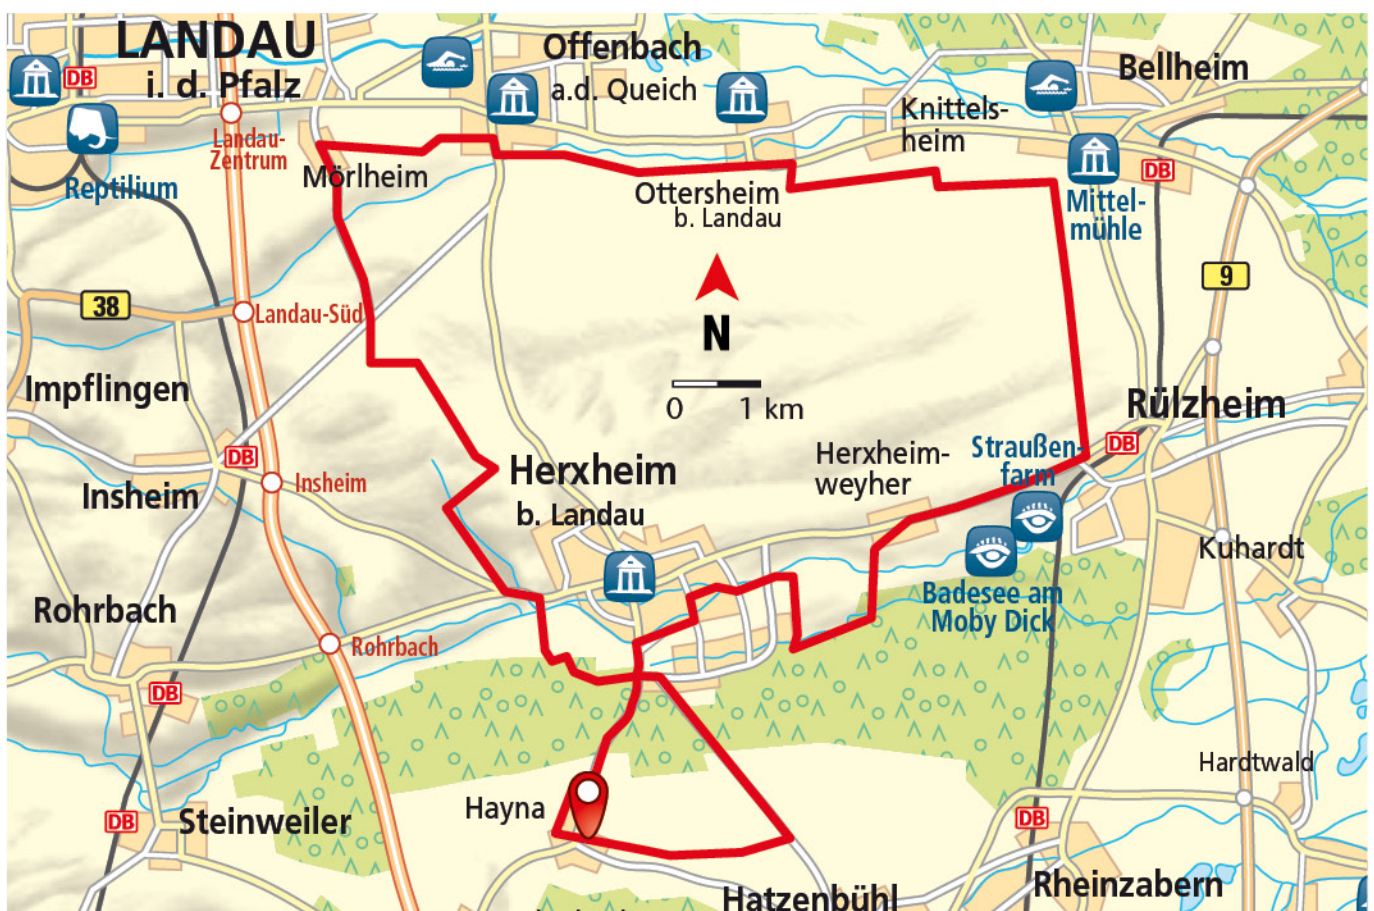 LANDAU
i. d. Pfalz
DB
Offenbach
a.d. Queich
Bellheim
Knittels-
heim
Landau-
Zentrum
Reptilium
Mörlheim
Ottersheim
b. Landau
DB
Mittel-
mühle
38
Landau-Süd
9
N
0 1 km
Impflingen
Rülzheim
DB
Straußen-
farm
Herxheim-
weyher
Herxheim
b. Landau
DB
Insheim
Insheim
Kuhardt
Badesee am
Moby Dick
Rohrbach
Rohrbach
DB
Hardtwald
Hayna
DB
Steinweiler
DB
Rheinzabern
Hatzenbühl